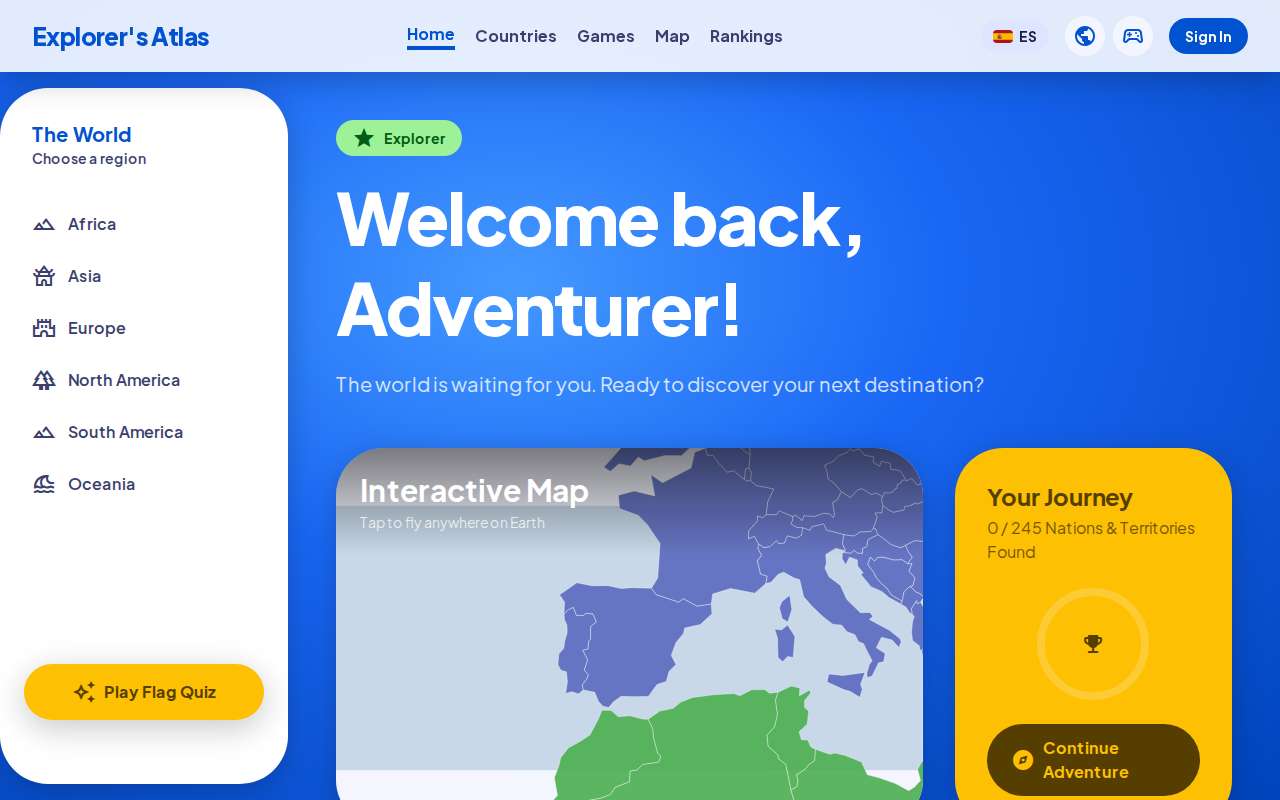 Explorer's Atlas
Home
Countries
Games
Map
Rankings
ES
Sign In
The World
Choose a region
Africa
Asia
Europe
North America
South America
Oceania
Play Flag Quiz
Explorer
Welcome back,
Adventurer!
The world is waiting for you. Ready to discover your next destination?
Interactive Map
Tap to fly anywhere on Earth
Your Journey
0 / 245 Nations & Territories
Found
Continue
Adventure